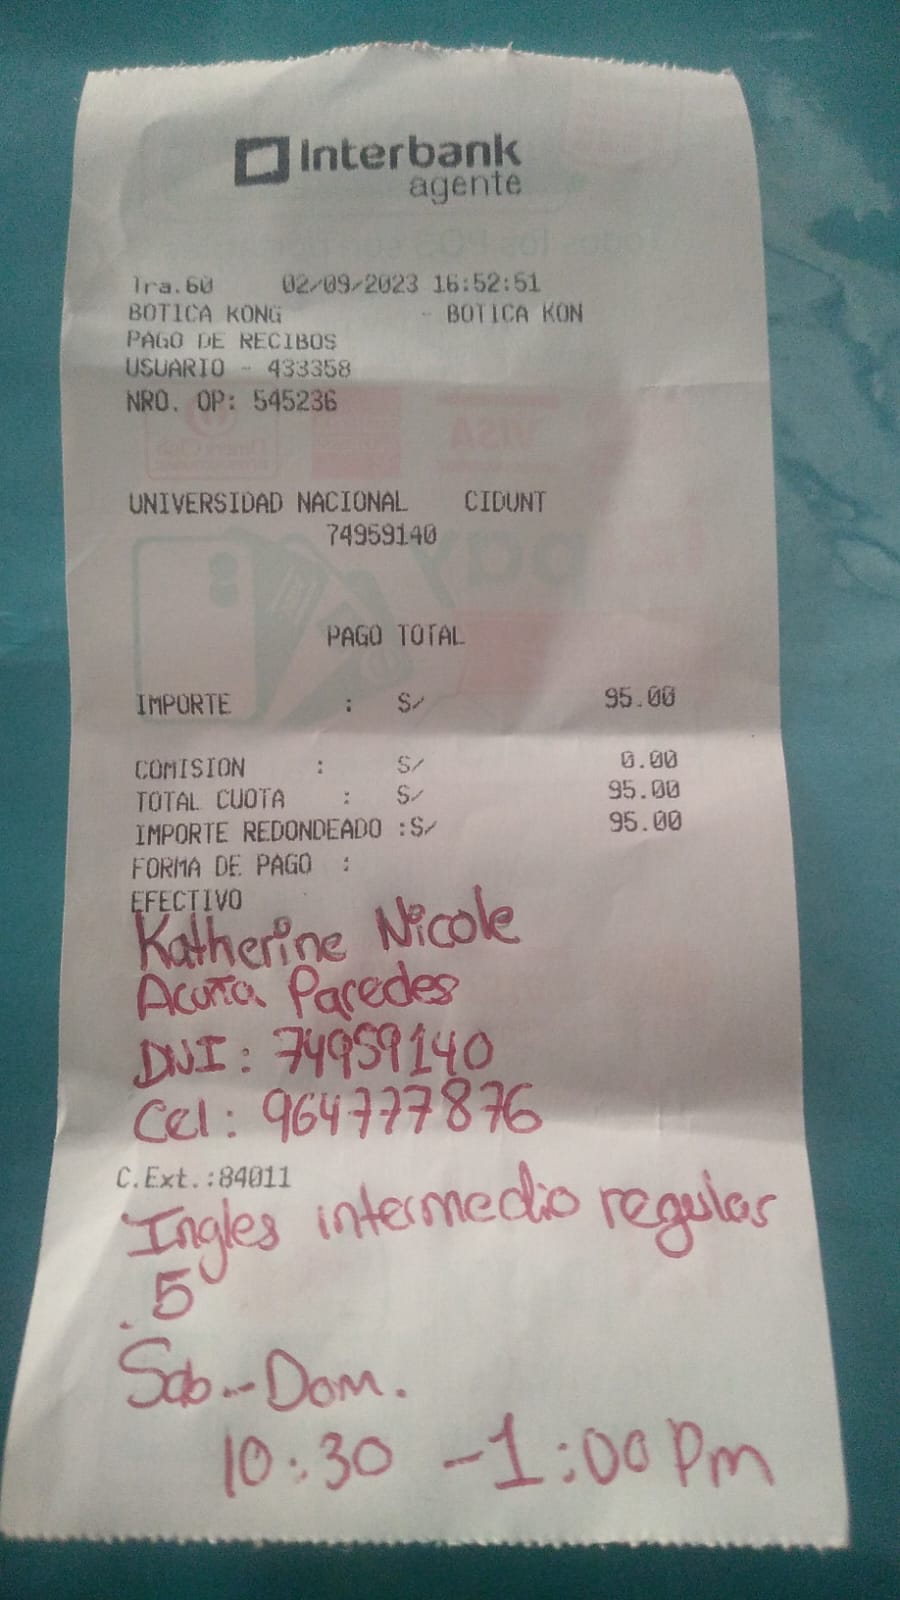 Interbank
agente
Tra.60 02/09/2023 16:52:51
BOTICA KONG - BOTICA KON
PAGO DE RECIBOS
USUARIO - 433358
NRO. OP: 545236
UNIVERSIDAD NACIONAL CIDUNT
74959140
PAGO TOTAL
IMPORTE : S/ 95.00
COMISION : S/ 0.00
TOTAL CUOTA : S/ 95.00
IMPORTE REDONDEADO :S/ 95.00
FORMA DE PAGO :
EFECTIVO
Katherine Nicole
Acuña Paredes
DNI: 74959140
Cel: 964777876
C.Ext.:84011
Ingles intermedio regular
.5
Sab--Dom.
10:30 -1:00 Pm